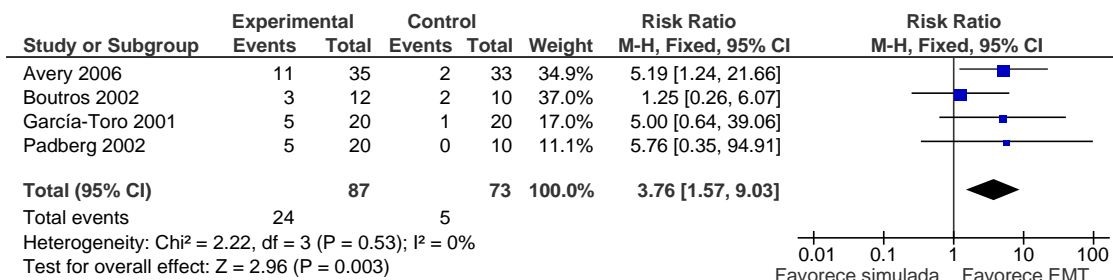 Experimental Control Risk Ratio Risk Ratio
Study or Subgroup Events Total Events Total Weight M-H, Fixed, 95% CI M-H, Fixed, 95% CI
Avery 2006 11 35 2 33 34.9% 5.19 [1.24, 21.66]
Boutros 2002 3 12 2 10 37.0% 1.25 [0.26, 6.07]
García-Toro 2001 5 20 1 20 17.0% 5.00 [0.64, 39.06]
Padberg 2002 5 20 0 10 11.1% 5.76 [0.35, 94.91]
Total (95% CI) 87 73 100.0% 3.76 [1.57, 9.03]
Total events 24 5
Heterogeneity: Chi² = 2.22, df = 3 (P = 0.53); I² = 0%
Test for overall effect: Z = 2.96 (P = 0.003)
0.01 0.1 1 10 100
Favorece simulada Favorece EMT